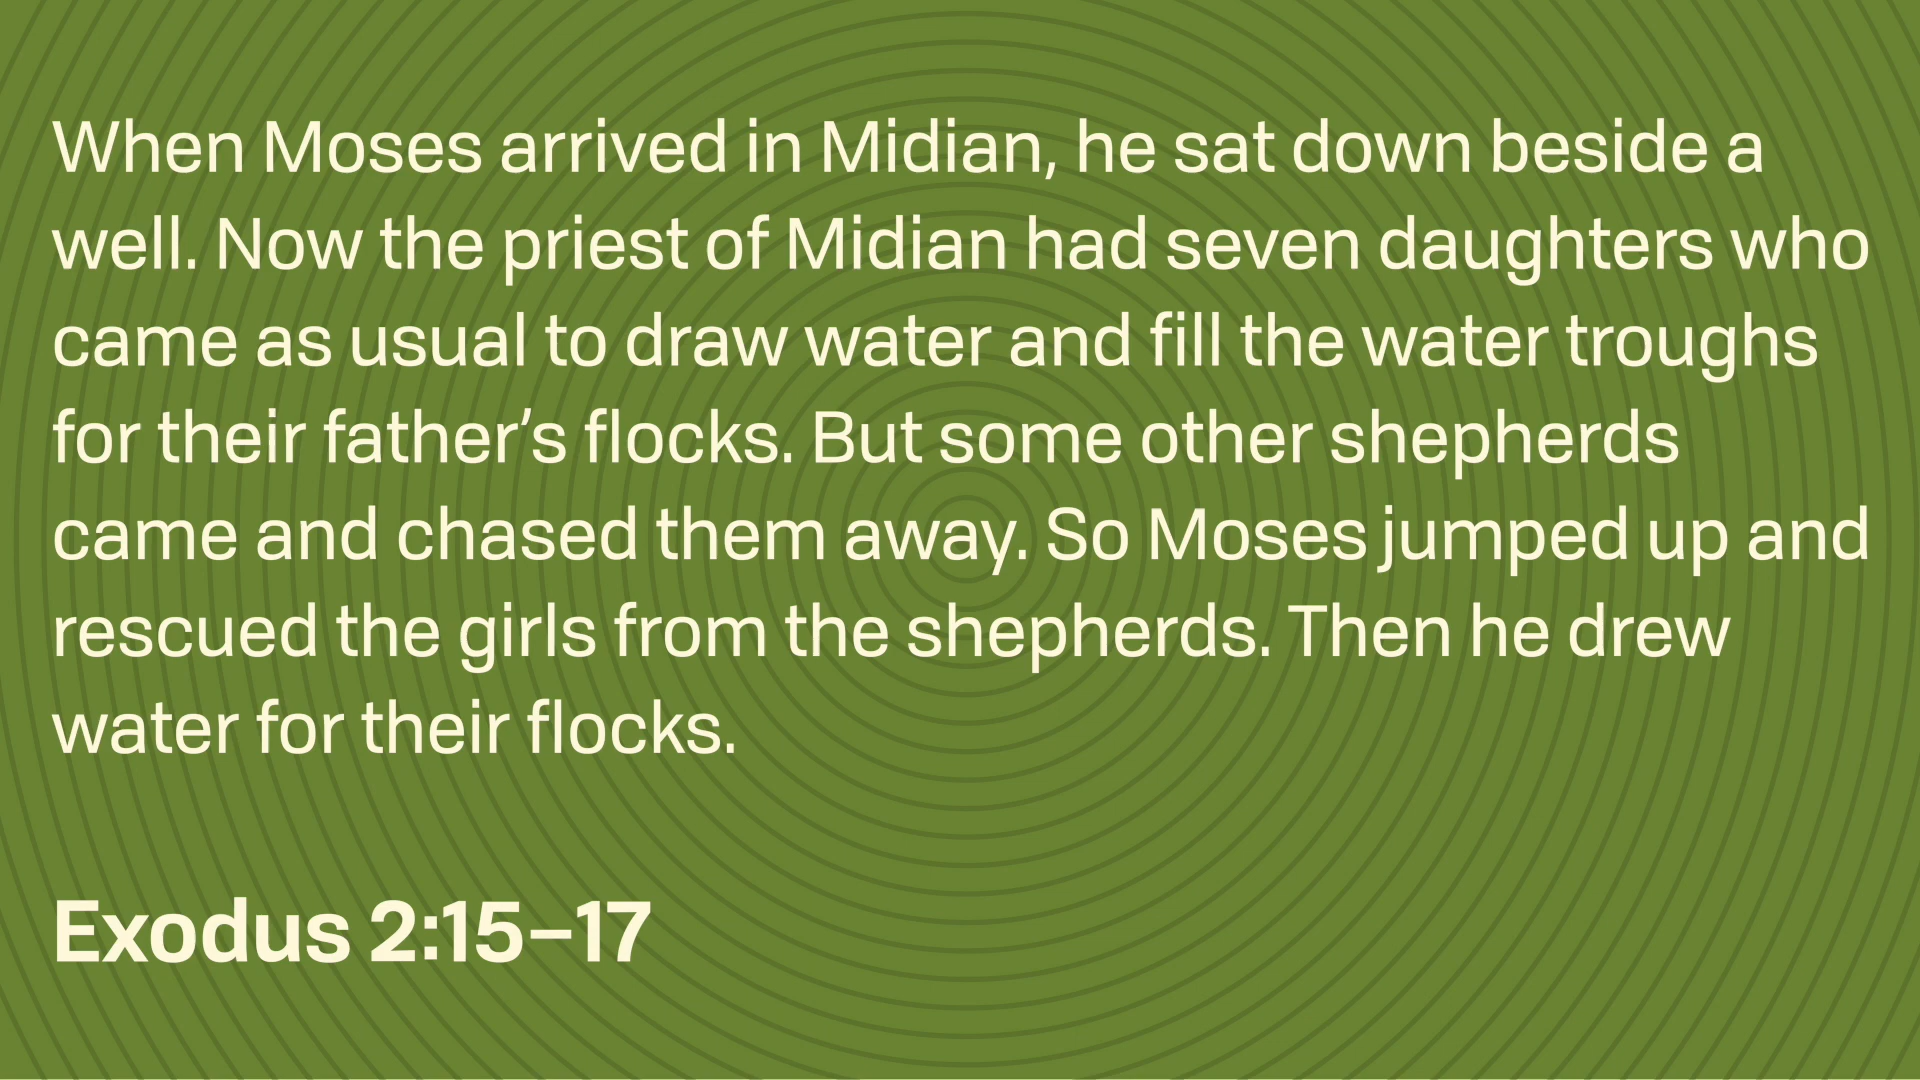 When Moses arrived in Midian, he sat down beside a
well. Now the priest of Midian had seven daughters who
came as usual to draw water and fill the water troughs
for their father’s flocks. But some other shepherds
came and chased them away. So Moses jumped up and
rescued the girls from the shepherds. Then he drew
water for their flocks.
Exodus 2:15–17